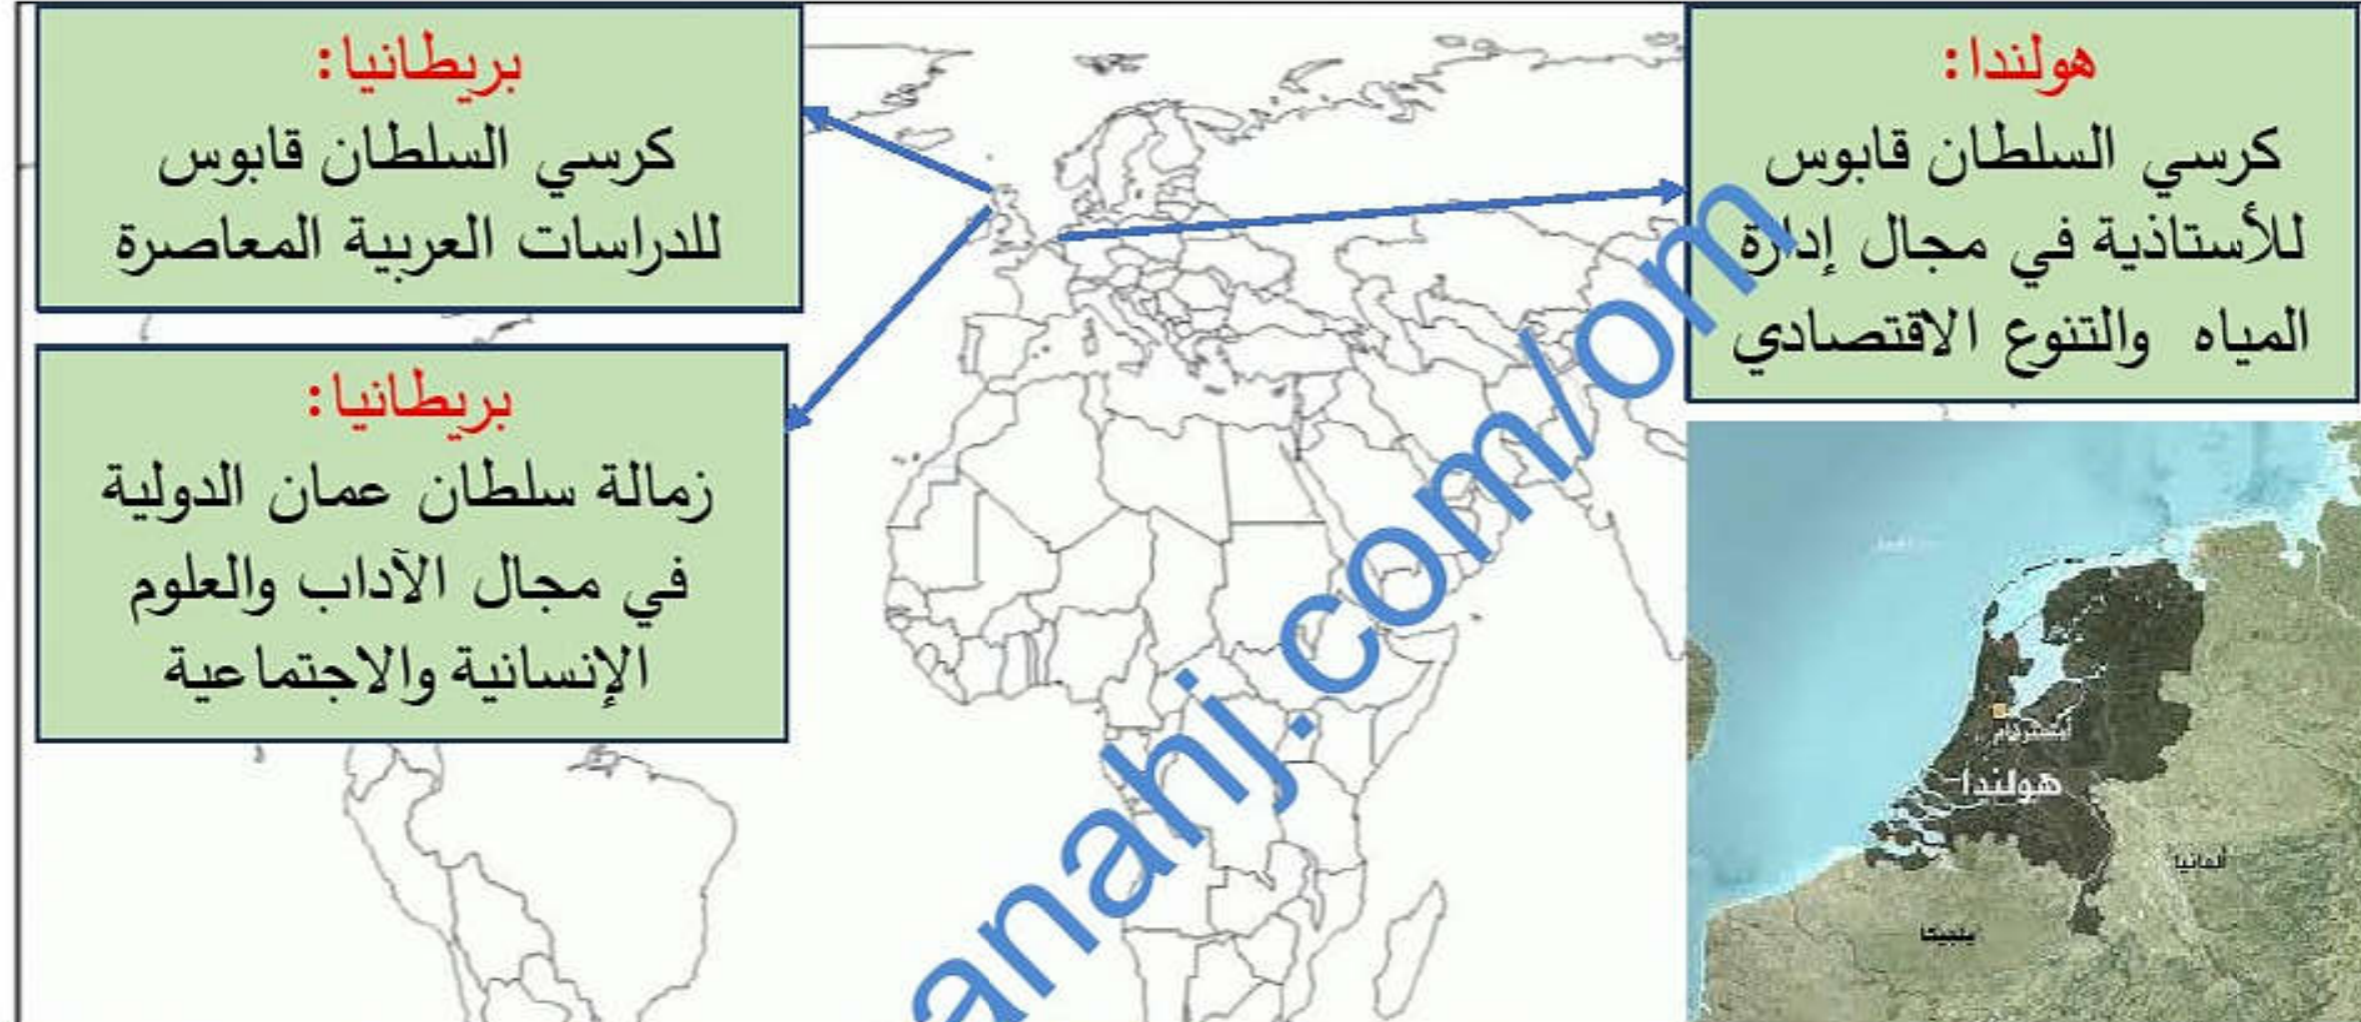 هولندا:
كرسي السلطان قابوس
للأستاذية في مجال إدارة
المياه والتنوع الاقتصادي
بريطانيا:
كرسي السلطان قابوس
للدراسات العربية المعاصرة
بريطانيا:
زمالة سلطان عمان الدولية
في مجال الآداب والعلوم
الإنسانية والاجتماعية
أمستردام
هولندا
ألمانيا
بلجيكا
anahj.com/om